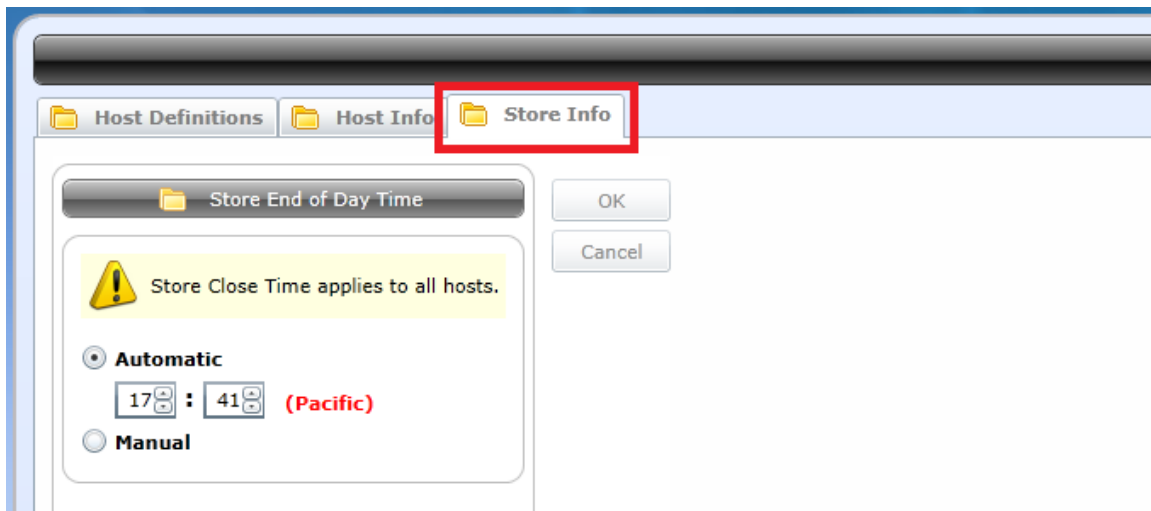 Host Definitions Host Info Store Info
Store End of Day Time
OK
Cancel
Store Close Time applies to all hosts.
Automatic
17 : 41 (Pacific)
Manual